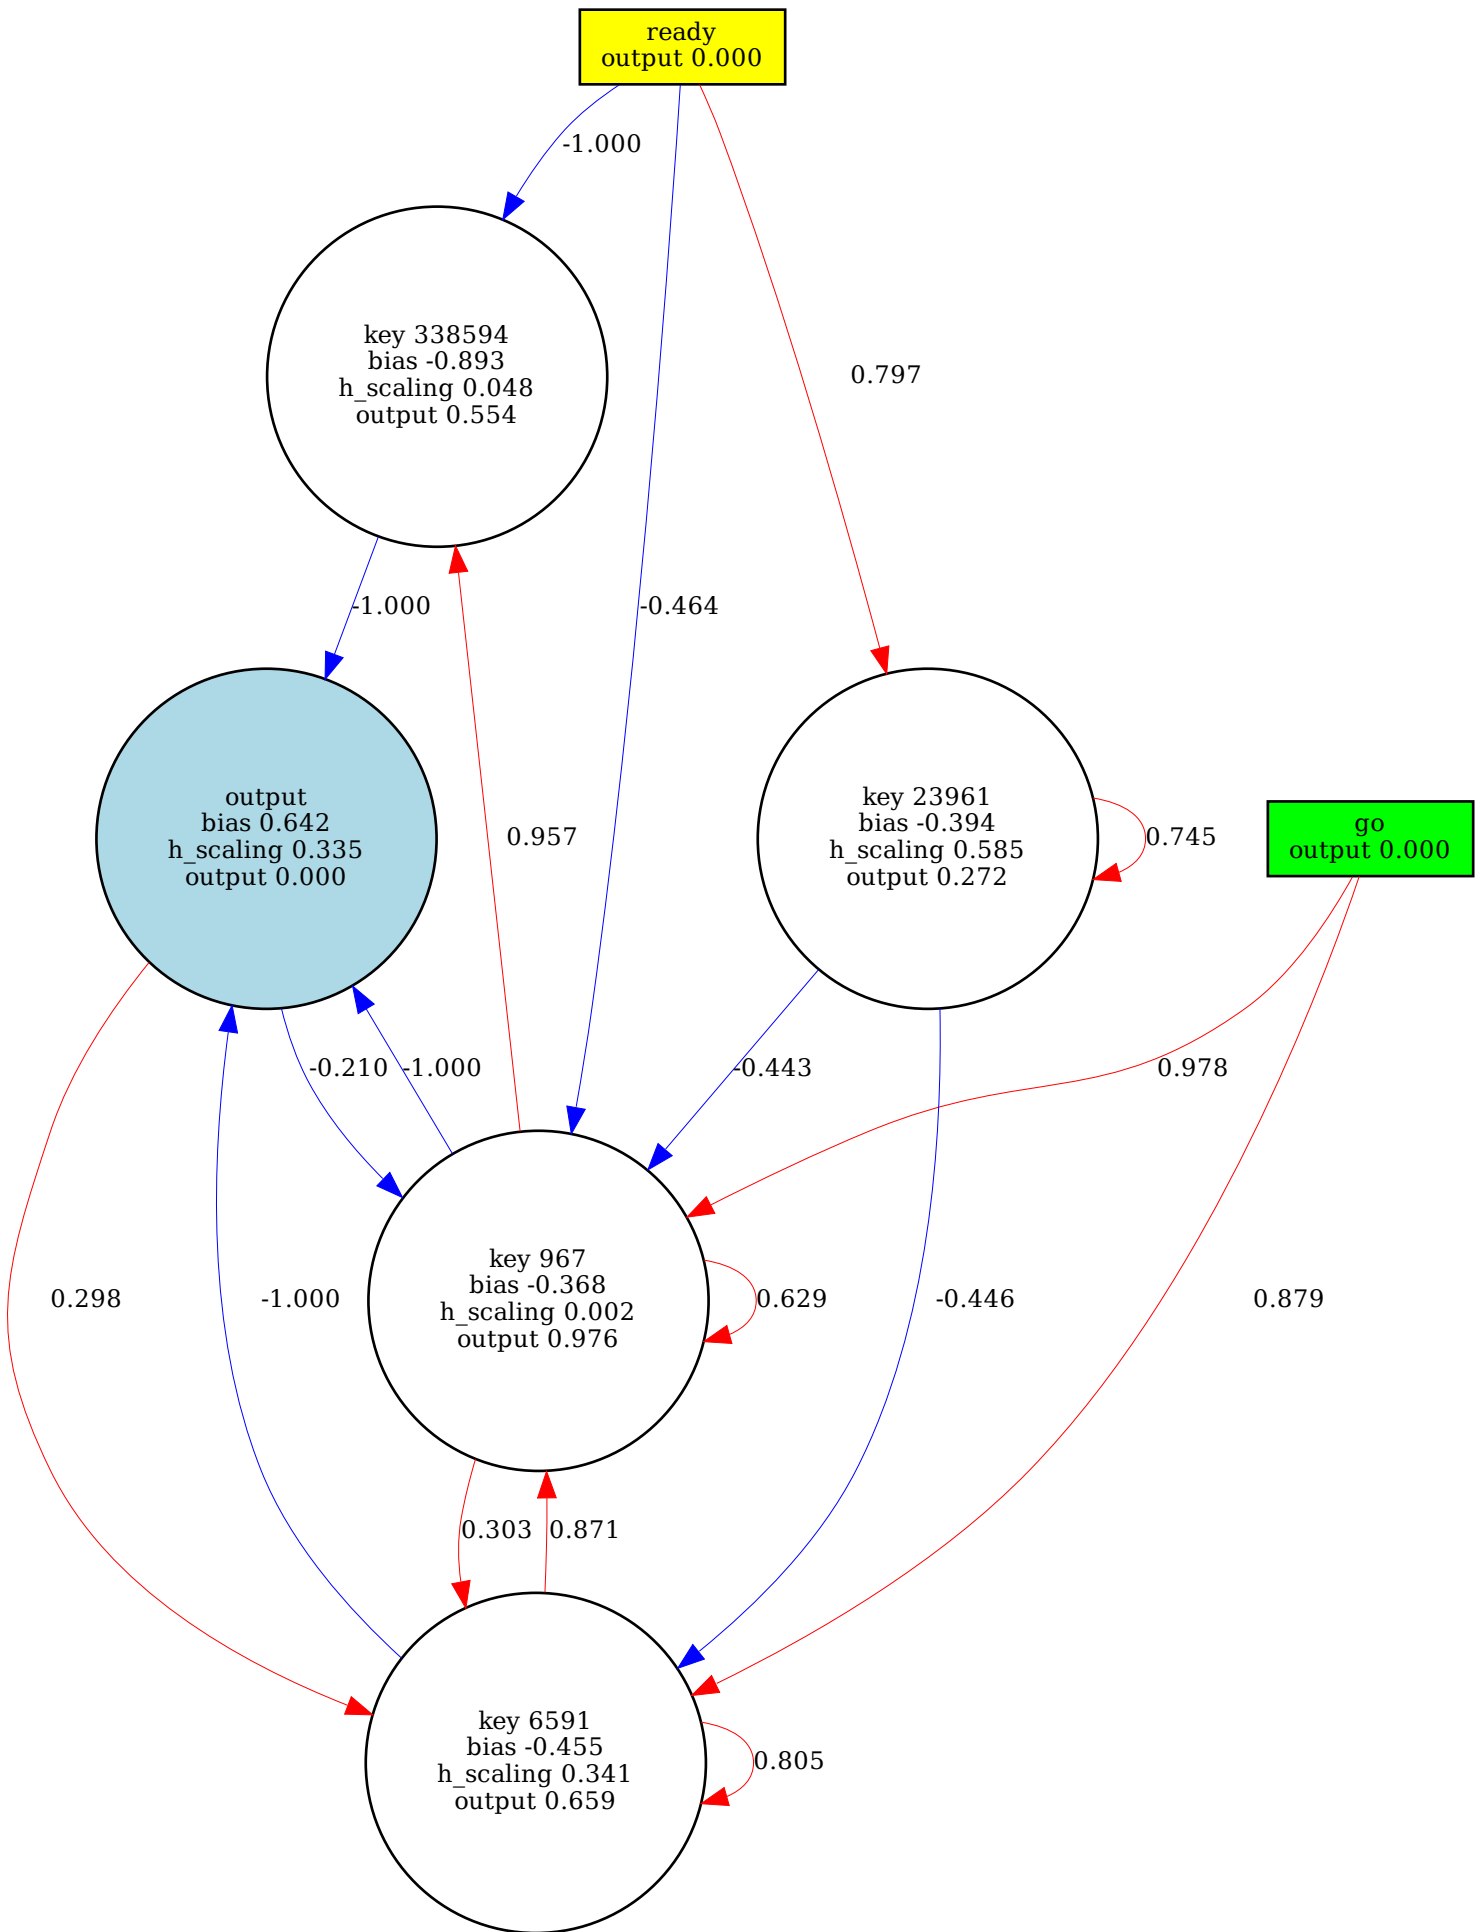 ready
output 0.000
-1.000
key 338594
bias -0.893
h_scaling 0.048
output 0.554
0.797
-1.000
-0.464
output
bias 0.642
h_scaling 0.335
output 0.000
0.957
key 23961
bias -0.394
h_scaling 0.585
output 0.272
0.745
go
output 0.000
-0.210
-1.000
-0.443
0.978
0.298
-1.000
key 967
bias -0.368
h_scaling 0.002
output 0.976
0.629
-0.446
0.879
0.303
0.871
key 6591
bias -0.455
h_scaling 0.341
output 0.659
0.805